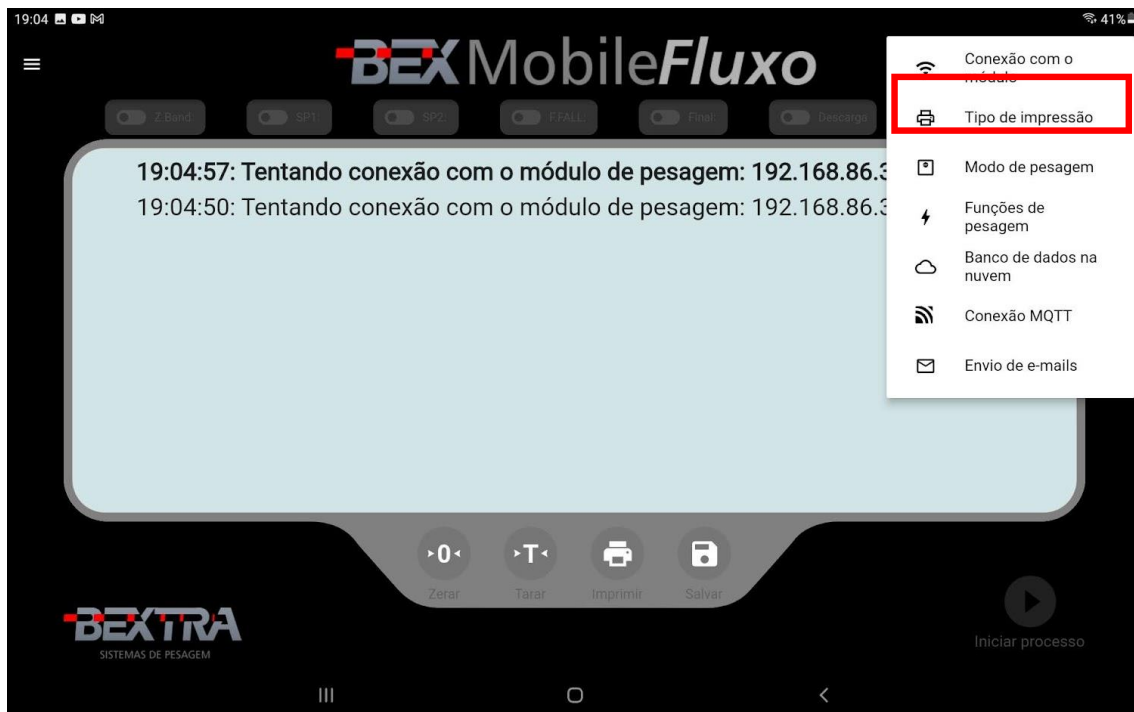 19:04
41%
BEXMobileFluxo
Z.Band.
SP1:
SP2:
F.FALL:
Final:
Descarga
19:04:57: Tentando conexão com o módulo de pesagem: 192.168.86.3
19:04:50: Tentando conexão com o módulo de pesagem: 192.168.86.3
Conexão com o
módulo
Tipo de impressão
Modo de pesagem
Funções de
pesagem
Banco de dados na
nuvem
Conexão MQTT
Envio de e-mails
▸0◂
▸T◂
Zerar
Tarar
Imprimir
Salvar
BEXTRA
SISTEMAS DE PESAGEM
Iniciar processo